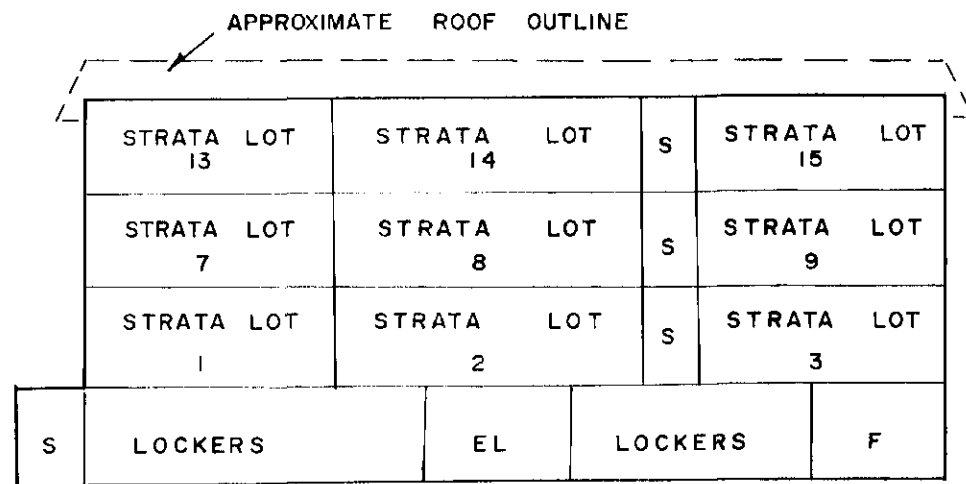 APPROXIMATE ROOF OUTLINE
STRATA LOT
13
STRATA LOT
14
S
STRATA LOT
15
STRATA LOT
7
STRATA LOT
8
S
STRATA LOT
9
STRATA LOT
1
STRATA LOT
2
S
STRATA LOT
3
S
LOCKERS
EL
LOCKERS
F